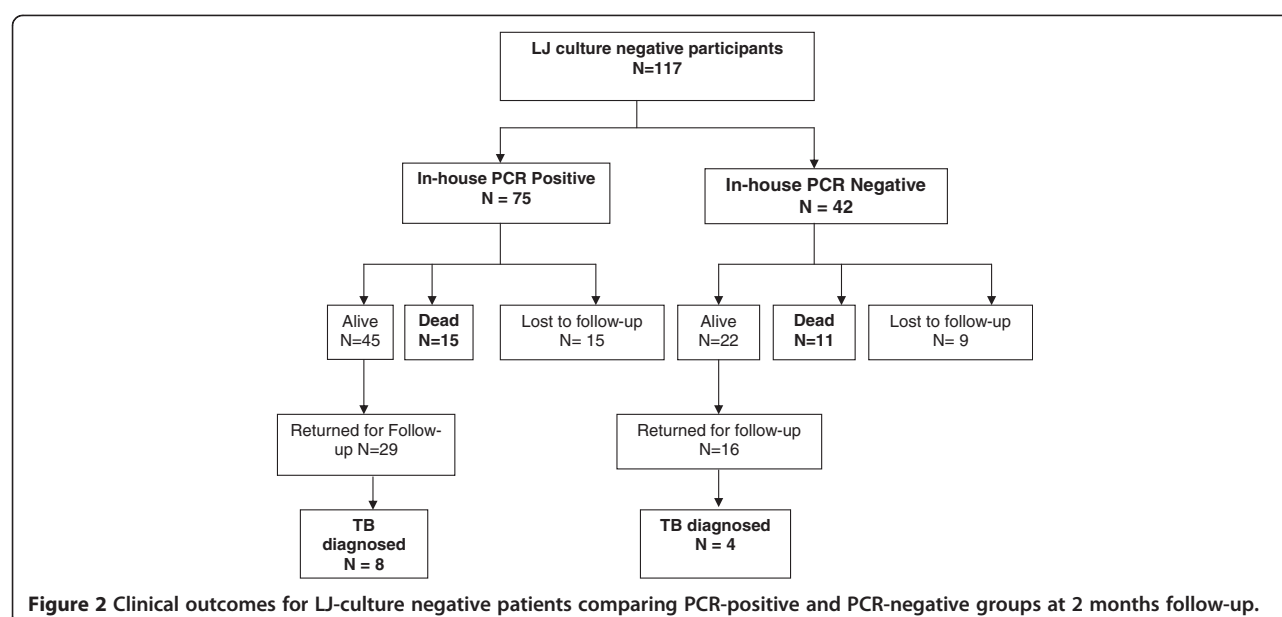 LJ culture negative participants
N=117
In-house PCR Positive
N = 75
In-house PCR Negative
N = 42
Alive
N=45
Dead
N=15
Lost to follow-up
N= 15
Alive
N=22
Dead
N=11
Lost to follow-up
N= 9
Returned for Follow-
up N=29
Returned for follow-up
N=16
TB
diagnosed
N = 8
TB diagnosed
N = 4
Figure 2 Clinical outcomes for LJ-culture negative patients comparing PCR-positive and PCR-negative groups at 2 months follow-up.